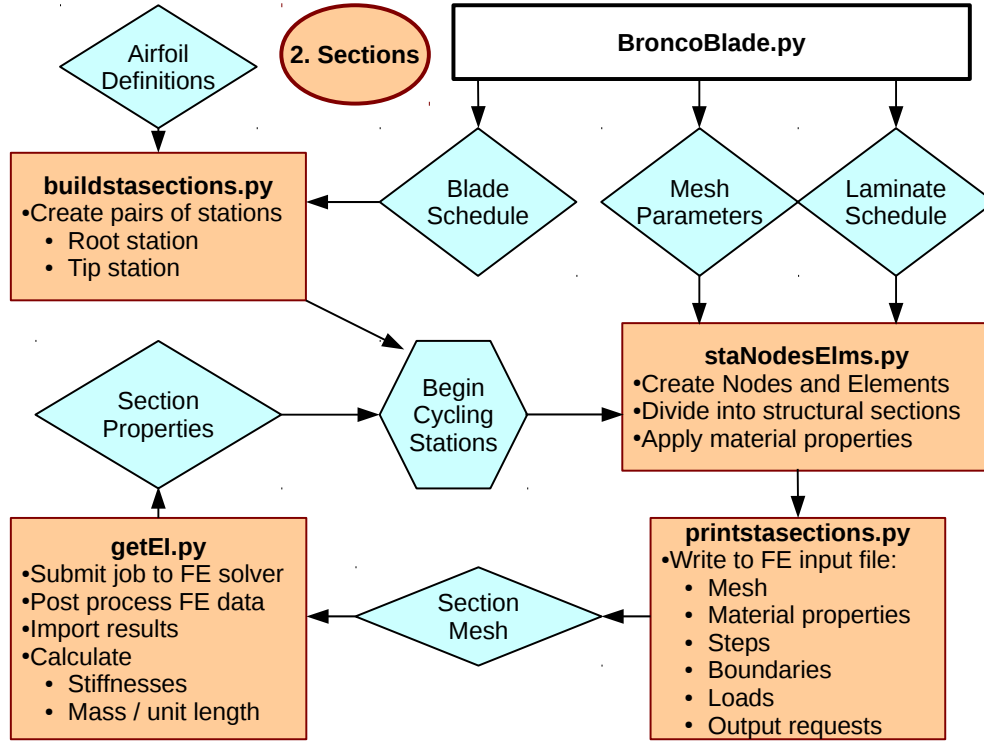 Airfoil
Definitions
2. Sections
BroncoBlade.py
buildstasections.py
•Create pairs of stations
• Root station
• Tip station
Blade
Schedule
Mesh
Parameters
Laminate
Schedule
Section
Properties
Begin
Cycling
Stations
staNodesElms.py
•Create Nodes and Elements
•Divide into structural sections
•Apply material properties
getEI.py
•Submit job to FE solver
•Post process FE data
•Import results
•Calculate
• Stiffnesses
• Mass / unit length
Section
Mesh
printstasections.py
•Write to FE input file:
• Mesh
• Material properties
• Steps
• Boundaries
• Loads
• Output requests